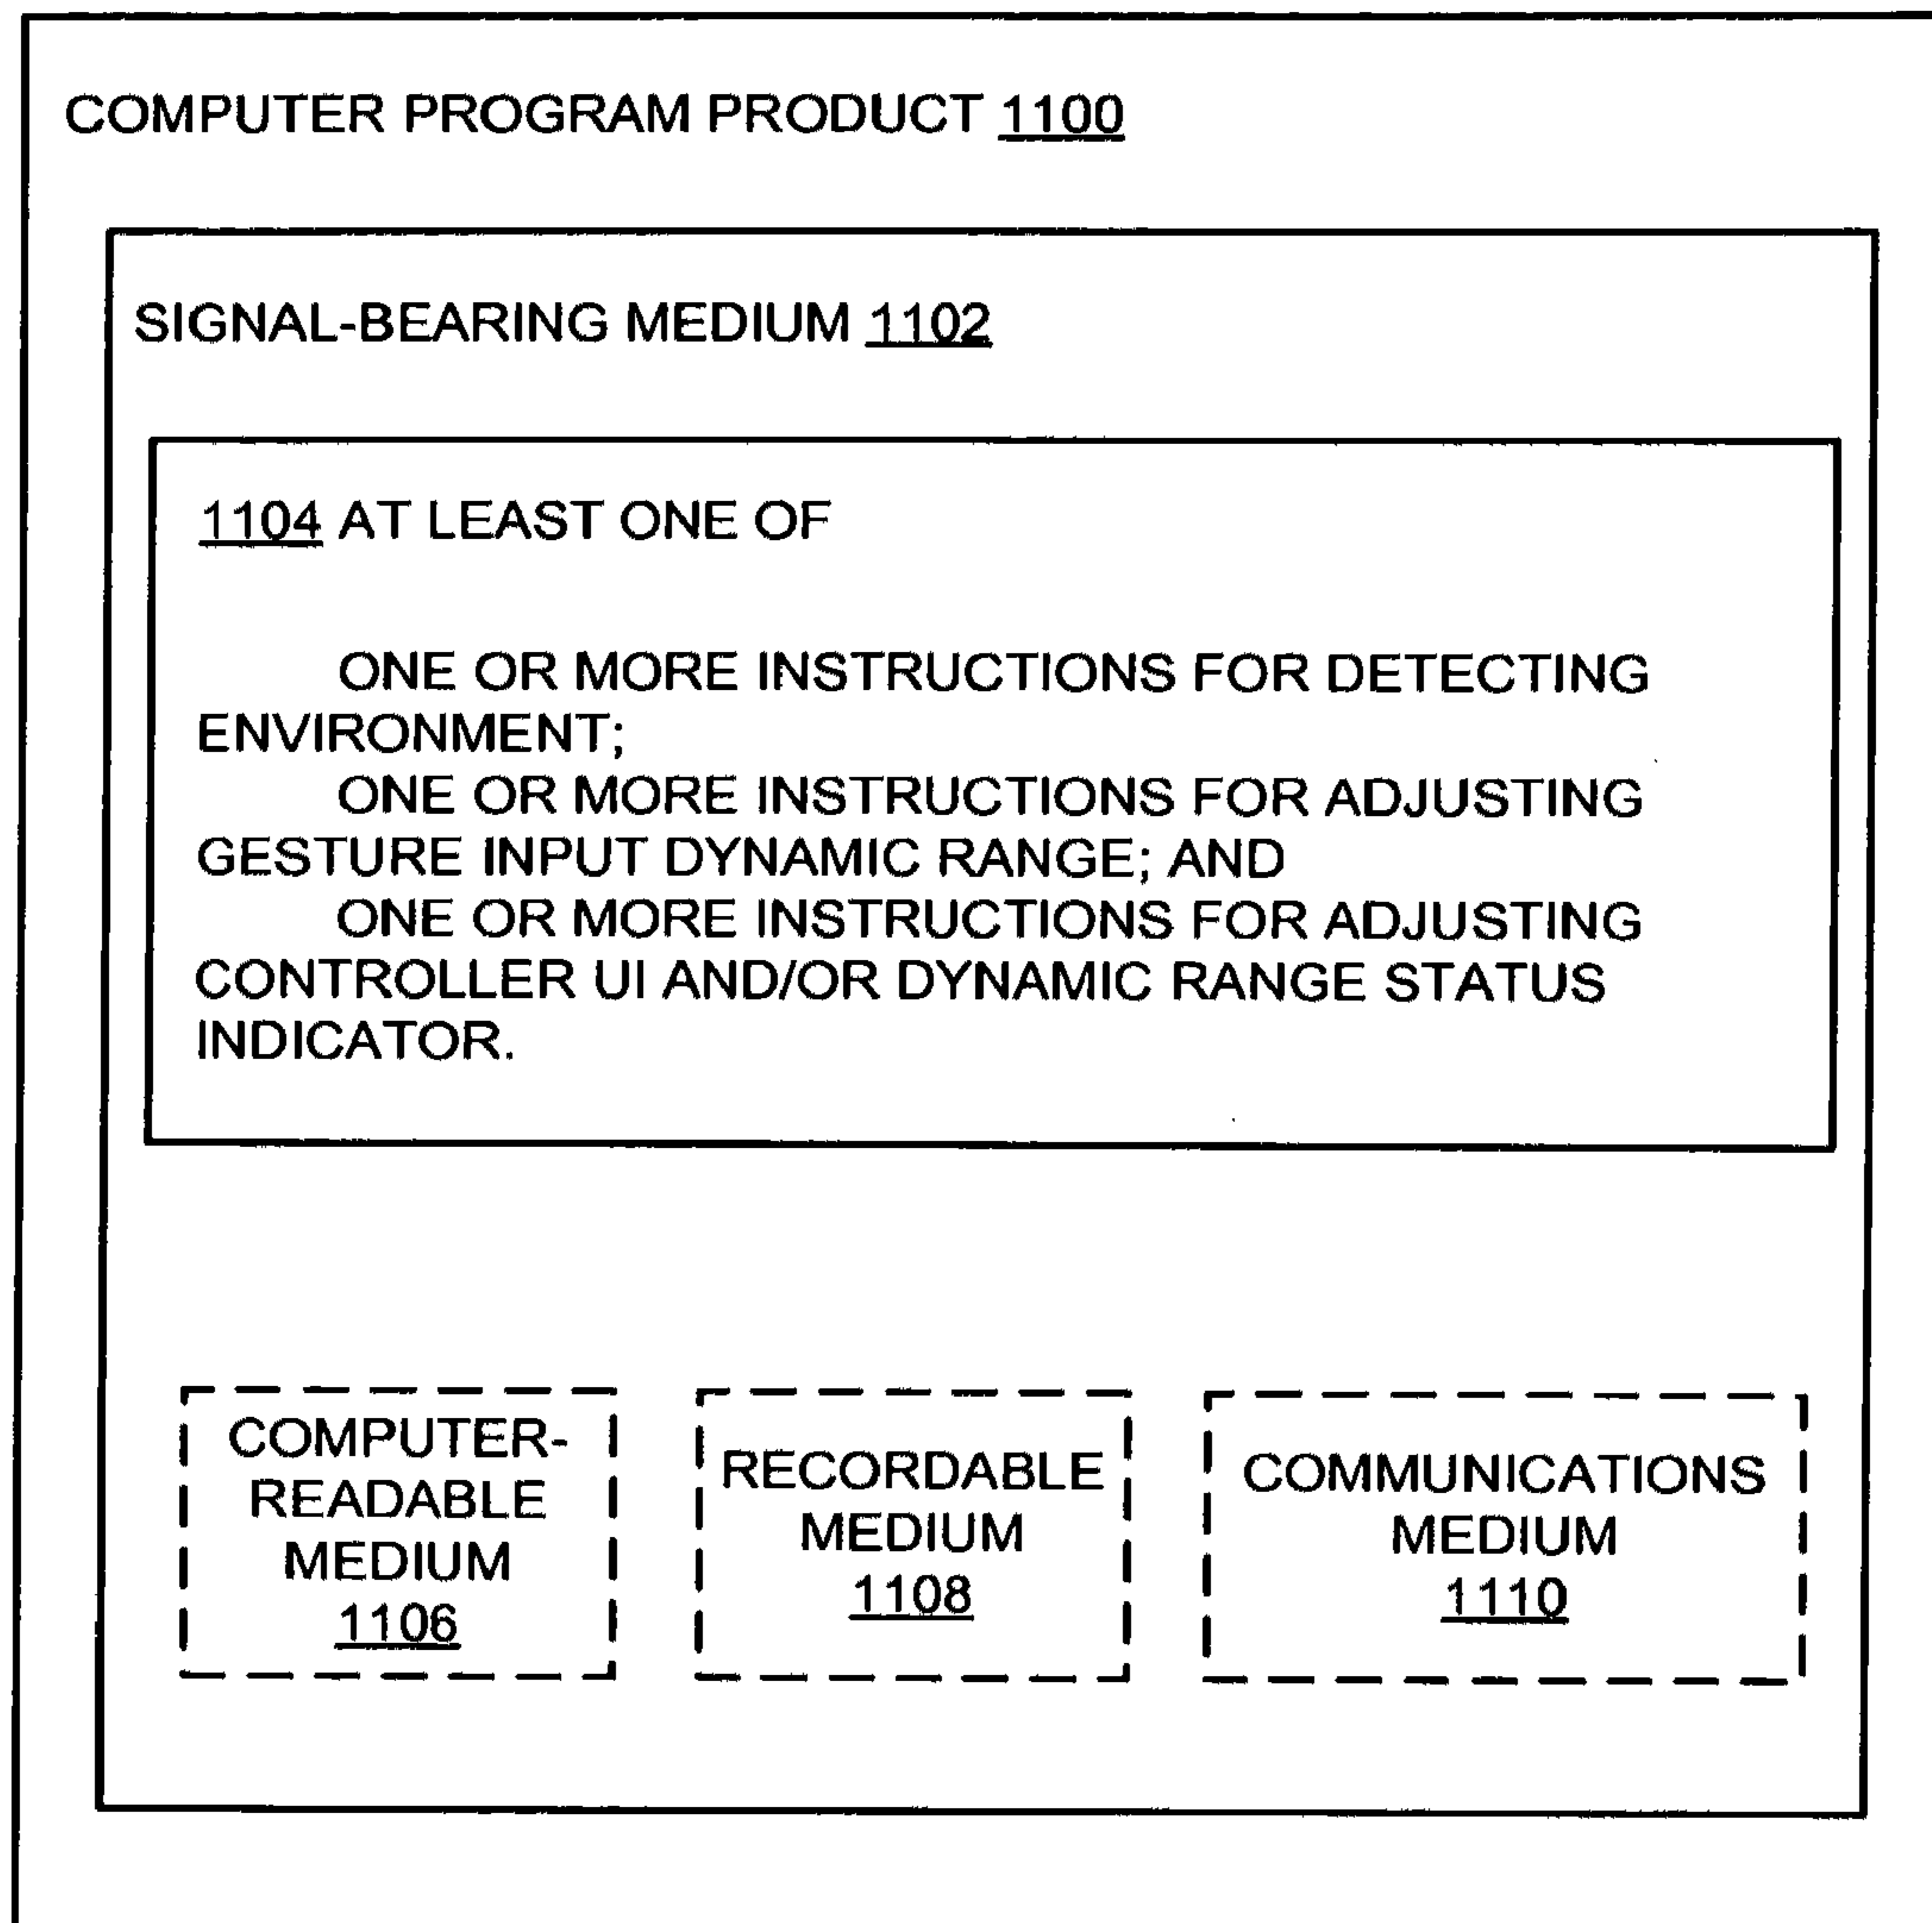 COMPUTER PROGRAM PRODUCT 1100
SIGNAL-BEARING MEDIUM 1102
1104 AT LEAST ONE OF
ONE OR MORE INSTRUCTIONS FOR DETECTING
ENVIRONMENT;
ONE OR MORE INSTRUCTIONS FOR ADJUSTING
GESTURE INPUT DYNAMIC RANGE; AND
ONE OR MORE INSTRUCTIONS FOR ADJUSTING
CONTROLLER UI AND/OR DYNAMIC RANGE STATUS
INDICATOR.
COMPUTER-
READABLE
MEDIUM
1106
RECORDABLE
MEDIUM
1108
COMMUNICATIONS
MEDIUM
1110